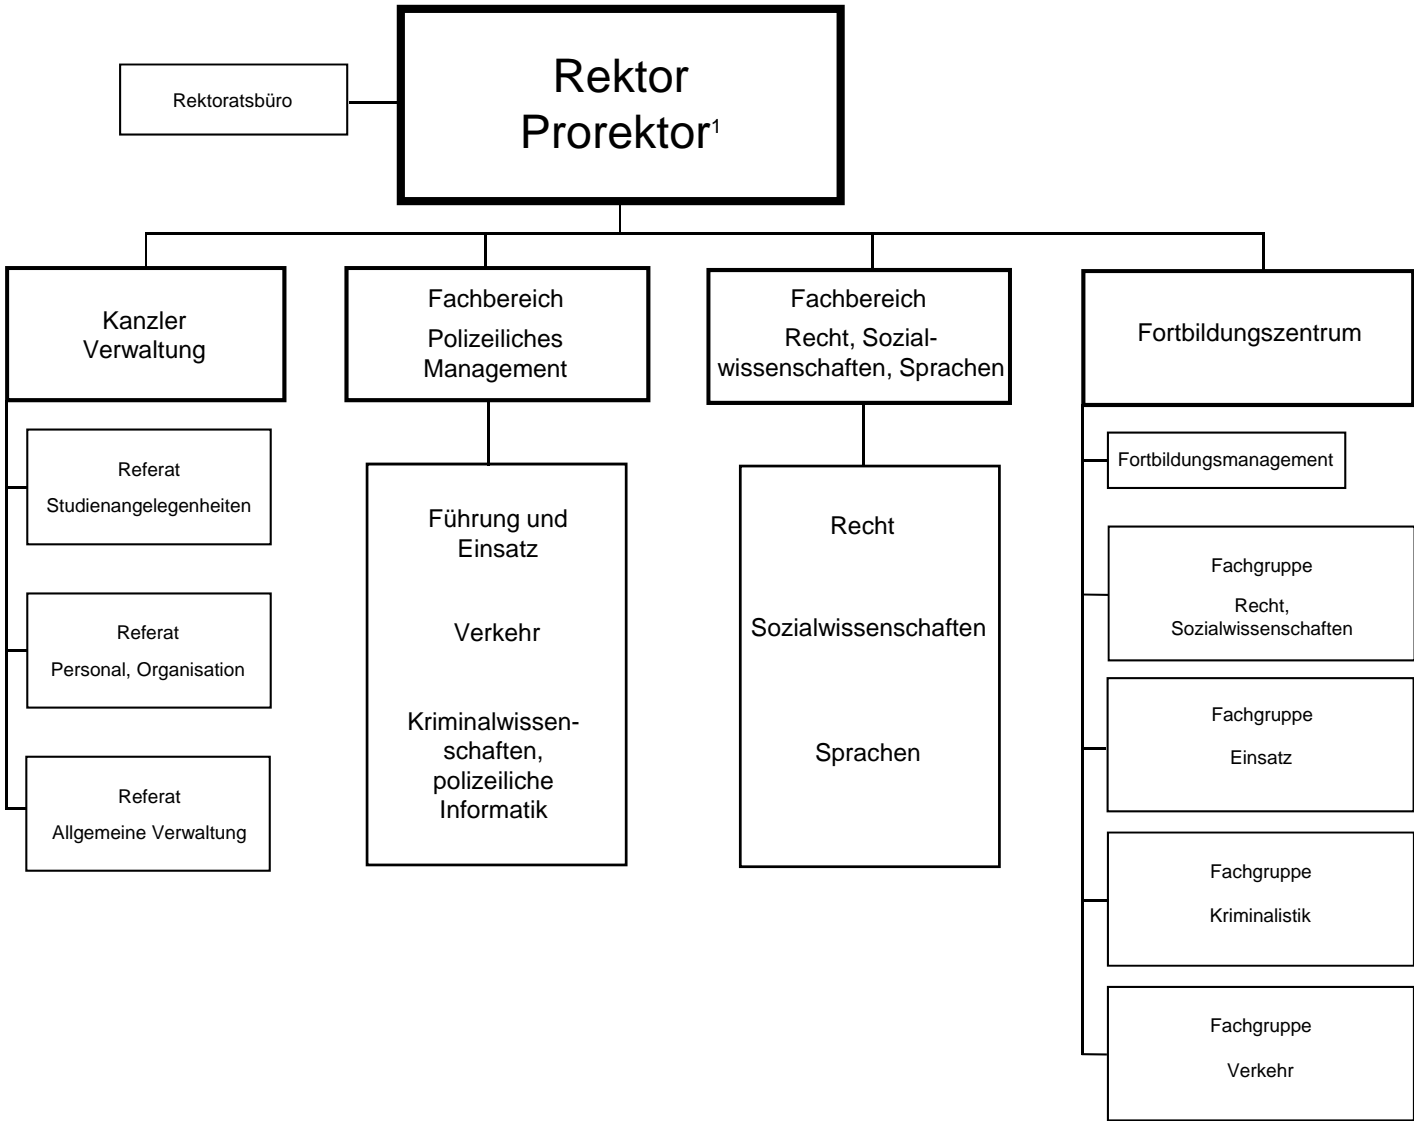 Rektoratsbüro
Rektor
Prorektor¹
Kanzler
Verwaltung
Referat
Studienangelegenheiten
Referat
Personal, Organisation
Referat
Allgemeine Verwaltung
Fachbereich
Polizeiliches
Management
Führung und
Einsatz
Verkehr
Kriminalwissen-
schaften,
polizeiliche
Informatik
Fachbereich
Recht, Sozial-
wissenschaften, Sprachen
Recht
Sozialwissenschaften
Sprachen
Fortbildungszentrum
Fortbildungsmanagement
Fachgruppe
Recht,
Sozialwissenschaften
Fachgruppe
Einsatz
Fachgruppe
Kriminalistik
Fachgruppe
Verkehr